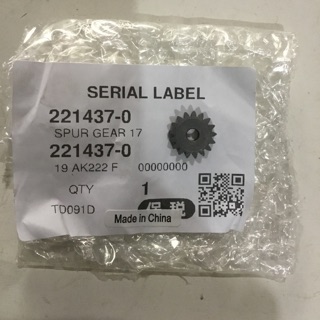 SERIAL LABEL
221437-0
SPUR GEAR 17
221437-0
19 AK222 F 00000000
QTY 1
TD091D
Made in China